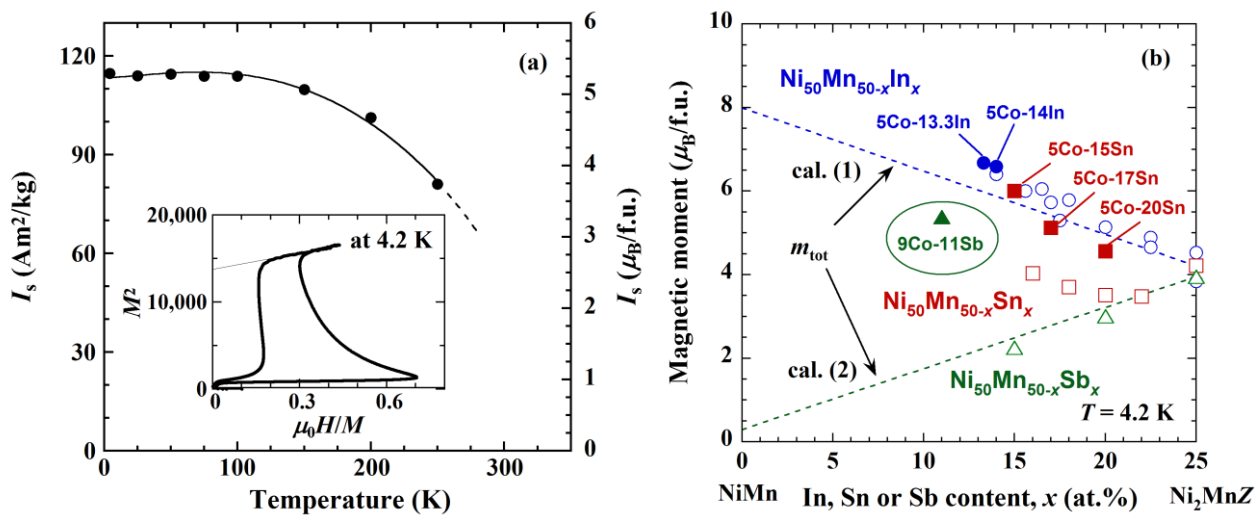 (a)
120
90
60
30
0
I_s (Am²/kg)
0
100
200
300
Temperature (K)
6
5
4
3
2
1
0
I_s (μ_B/f.u.)
at 4.2 K
20,000
10,000
0
M²
0
0.3
0.6
μ₀H/M
(b)
10
8
6
4
2
0
Magnetic moment (μ_B/f.u.)
Ni₅₀Mn₅₀₋ₓInₓ
5Co-13.3In
5Co-14In
5Co-15Sn
5Co-17Sn
5Co-20Sn
cal. (1)
9Co-11Sb
m_tot
Ni₅₀Mn₅₀₋ₓSnₓ
cal. (2)
Ni₅₀Mn₅₀₋ₓSbₓ
T = 4.2 K
0
5
10
15
20
25
NiMn
In, Sn or Sb content, x (at.%)
Ni₂MnZ